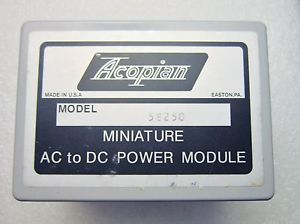 Acopian
MADE IN U.S.A EASTON, PA.
MODEL 5E250
MINIATURE
AC to DC POWER MODULE